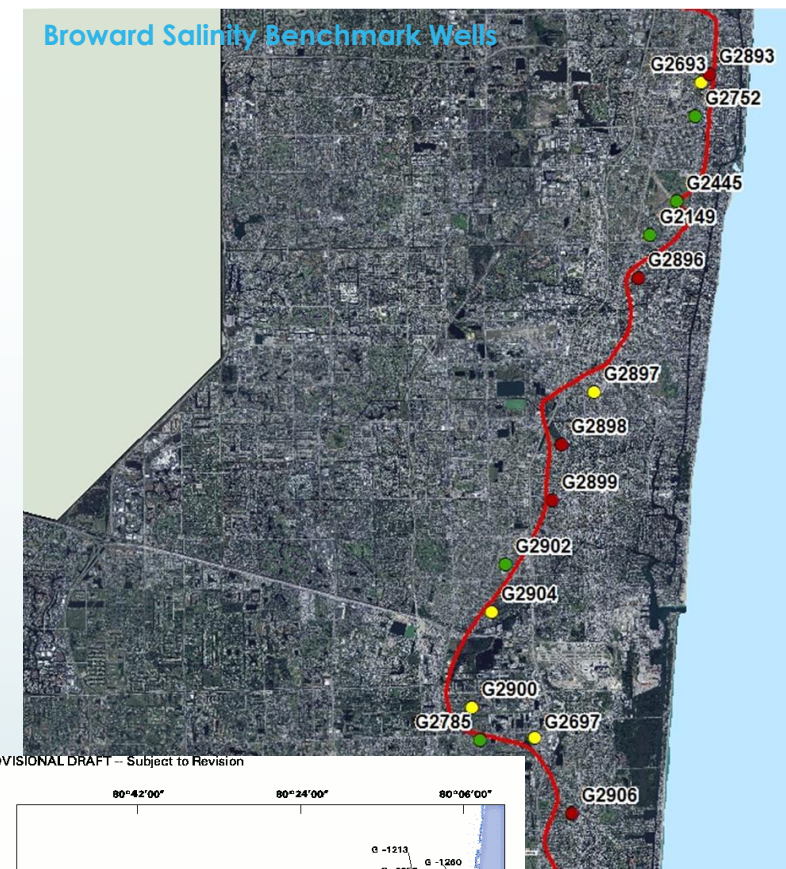 Broward Salinity Benchmark Wells
G2693
G2893
G2752
G2445
G2149
G2896
G2897
G2898
G2899
G2902
G2904
G2900
G2785
G2697
G2906
VISIONAL DRAFT -- Subject to Revision
80°42'00"
80°24'00"
80°06'00"
G -1213
G -1260